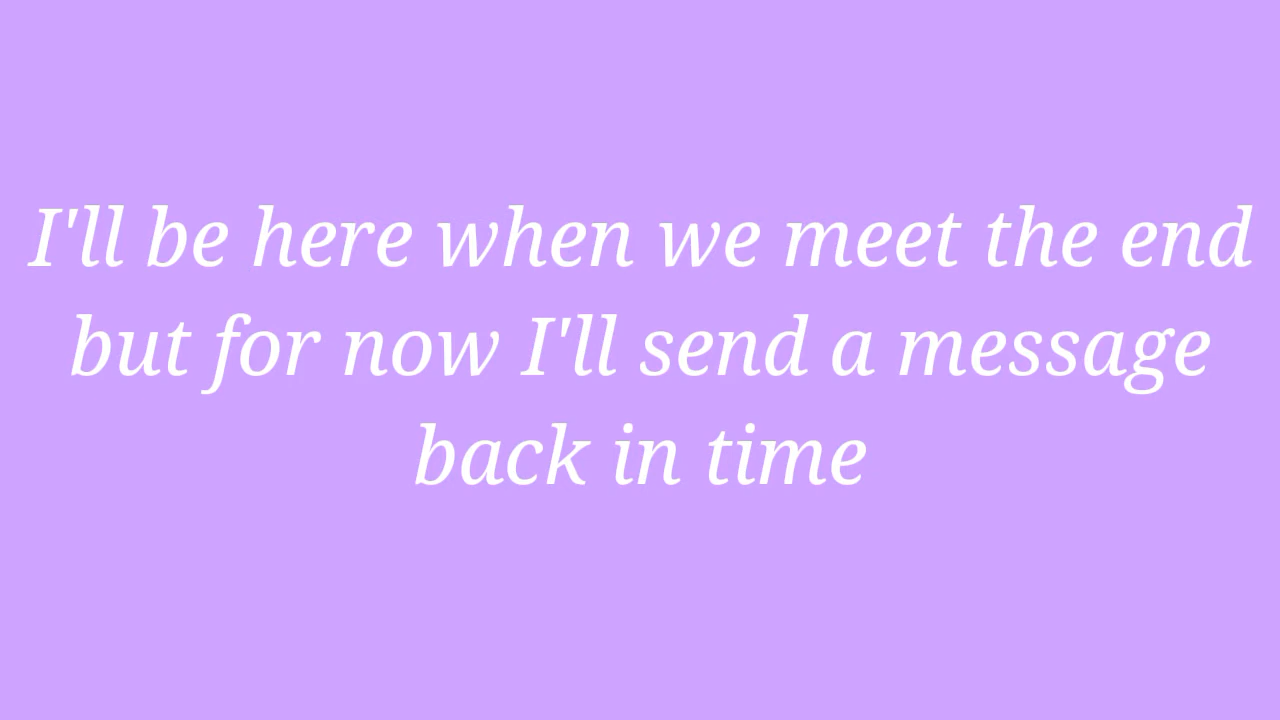 I'll be here when we meet the end
but for now I'll send a message
back in time